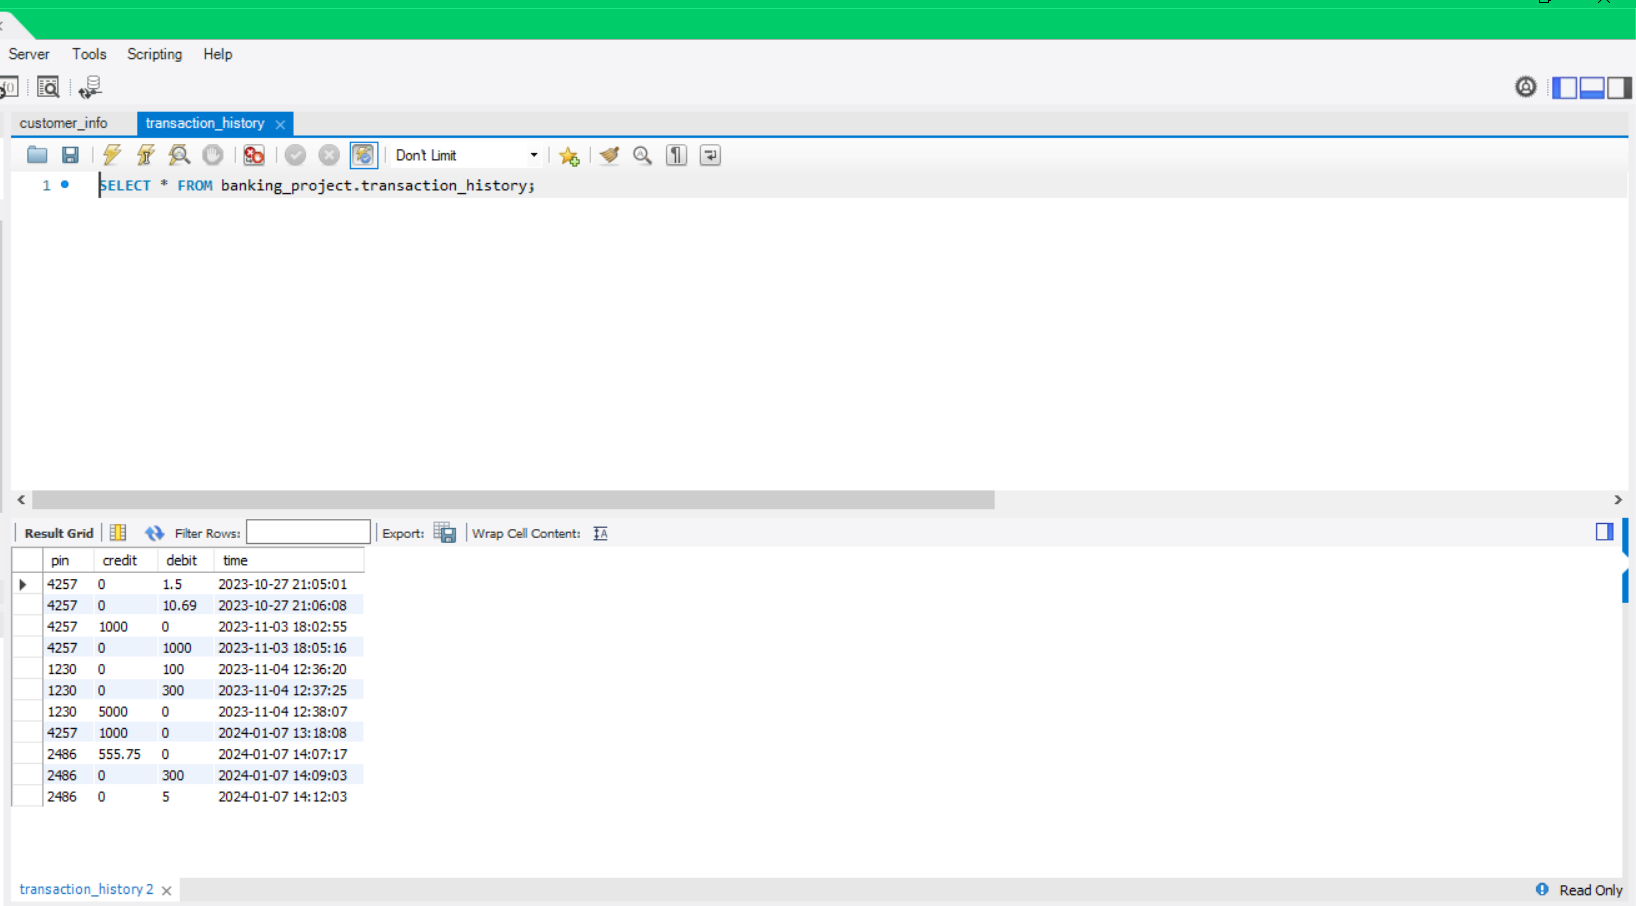 Server Tools Scripting Help
customer_info transaction_history
Don't Limit
1 SELECT * FROM banking_project.transaction_history;
Result Grid Filter Rows: Export: Wrap Cell Content:
pin credit debit time
4257 0 1.5 2023-10-27 21:05:01
4257 0 10.69 2023-10-27 21:06:08
4257 1000 0 2023-11-03 18:02:55
4257 0 1000 2023-11-03 18:05:16
1230 0 100 2023-11-04 12:36:20
1230 0 300 2023-11-04 12:37:25
1230 5000 0 2023-11-04 12:38:07
4257 1000 0 2024-01-07 13:18:08
2486 555.75 0 2024-01-07 14:07:17
2486 0 300 2024-01-07 14:09:03
2486 0 5 2024-01-07 14:12:03
transaction_history 2 Read Only